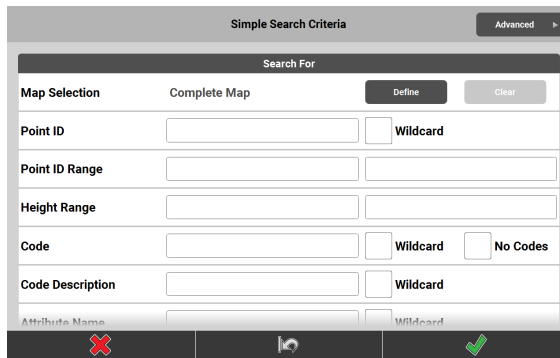 Simple Search Criteria
Advanced
Search For
Map Selection Complete Map Define Clear
Point ID Wildcard
Point ID Range
Height Range
Code Wildcard No Codes
Code Description Wildcard
Attribute Name Wildcard